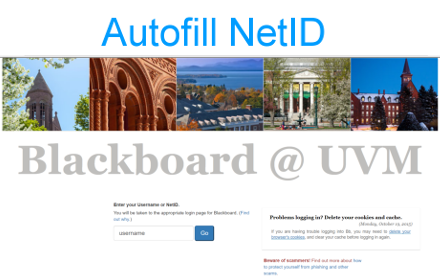 Autofill NetID
Blackboard @ UVM
Enter your Username or NetID.
You will be taken to the appropriate login page for Blackboard. (Find
out why.)
username
Go
Problems logging in? Delete your cookies and cache.
(Monday, October 19, 2015)
If you are having trouble logging into Bb, you may need to delete your
browser's cookies, and clear your cache before logging in again.
Beware of scammers! Find out more about how
to protect yourself from phishing and other
scams.